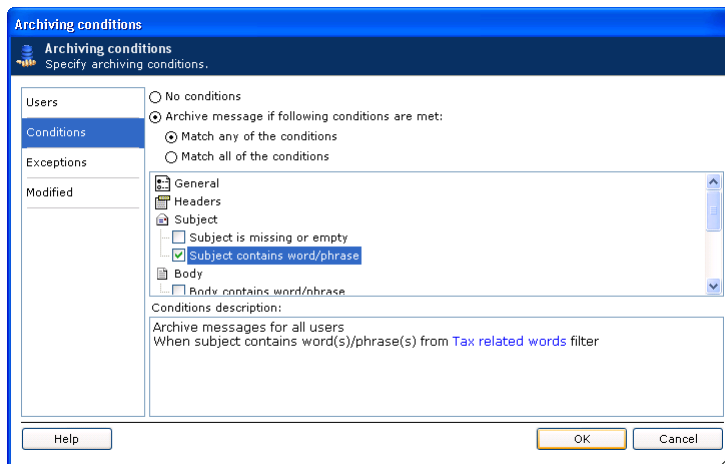 Archiving conditions
Archiving conditions
Specify archiving conditions.
Users
Conditions
Exceptions
Modified
No conditions
Archive message if following conditions are met:
Match any of the conditions
Match all of the conditions
General
Headers
Subject
Subject is missing or empty
Subject contains word/phrase
Body
Body contains word/phrase
Conditions description:
Archive messages for all users
When subject contains word(s)/phrase(s) from Tax related words filter
Help
OK
Cancel